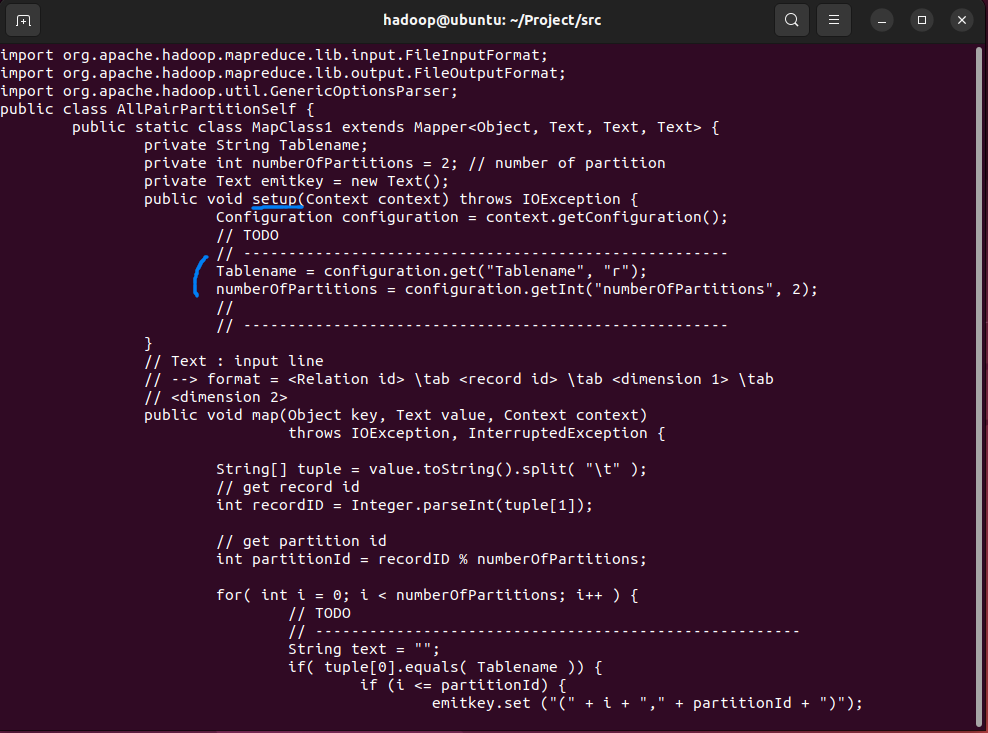 hadoop@ubuntu: ~/Project/src
import org.apache.hadoop.mapreduce.lib.input.FileInputFormat;
import org.apache.hadoop.mapreduce.lib.output.FileOutputFormat;
import org.apache.hadoop.util.GenericOptionsParser;
public class AllPairPartitionSelf {
        public static class MapClass1 extends Mapper<Object, Text, Text, Text> {
                private String Tablename;
                private int numberOfPartitions = 2; // number of partition
                private Text emitkey = new Text();
                public void setup(Context context) throws IOException {
                        Configuration configuration = context.getConfiguration();
                        // TODO
                        // ------------------------------------------------------
                        Tablename = configuration.get("Tablename", "r");
                        numberOfPartitions = configuration.getInt("numberOfPartitions", 2);
                        //
                        // ------------------------------------------------------
                }
                // Text : input line
                // --> format = <Relation id> \tab <record id> \tab <dimension 1> \tab
                // <dimension 2>
                public void map(Object key, Text value, Context context)
                                throws IOException, InterruptedException {

                        String[] tuple = value.toString().split( "\t" );
                        // get record id
                        int recordID = Integer.parseInt(tuple[1]);

                        // get partition id
                        int partitionId = recordID % numberOfPartitions;

                        for( int i = 0; i < numberOfPartitions; i++ ) {
                                // TODO
                                // ------------------------------------------------------
                                String text = "";
                                if( tuple[0].equals( Tablename )) {
                                        if (i <= partitionId) {
                                                emitkey.set ("(" + i + "," + partitionId + ")");